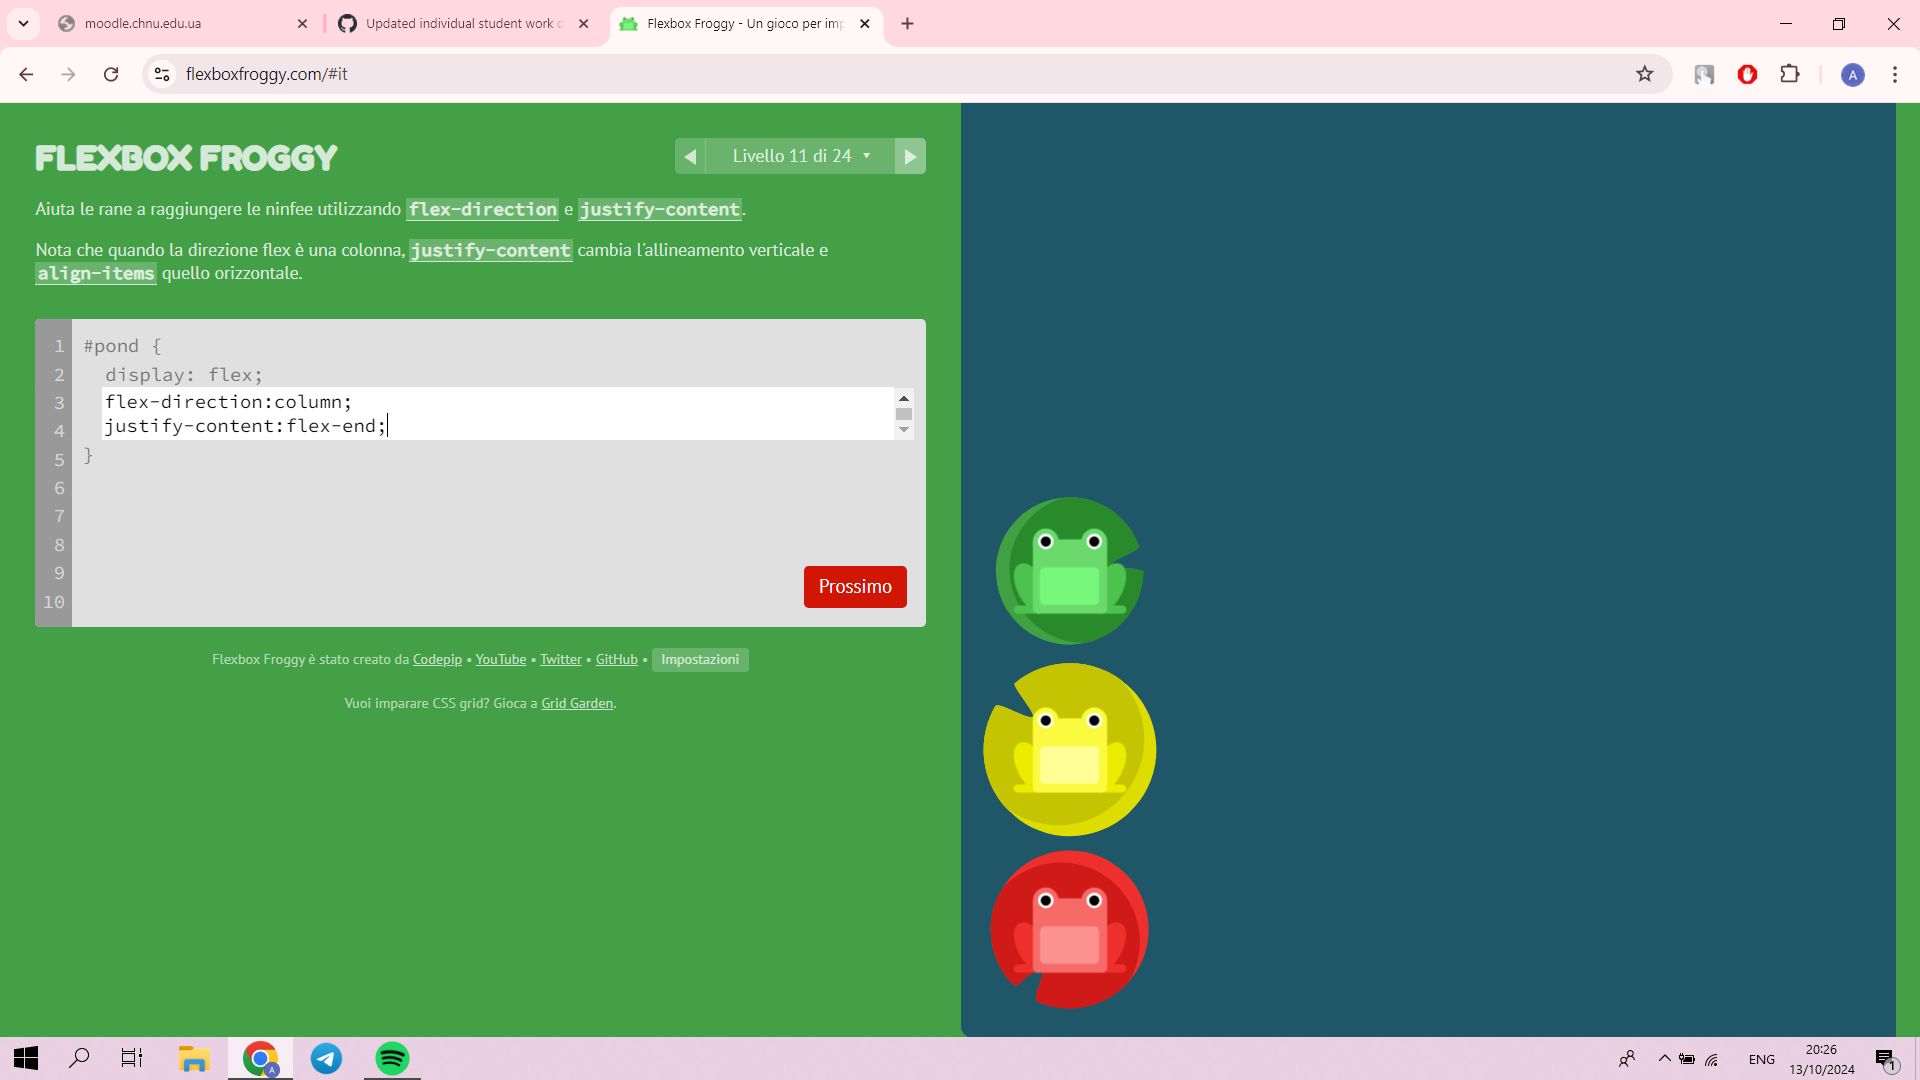 moodle.chnu.edu.ua
Updated individual student work
Flexbox Froggy - Un gioco per imp
flexboxfroggy.com/#it
A
FLEXBOX FROGGY
Livello 11 di 24
Aiuta le rane a raggiungere le ninfee utilizzando flex-direction e justify-content.
Nota che quando la direzione flex è una colonna, justify-content cambia l'allineamento verticale e
align-items quello orizzontale.
1 #pond {
2 display: flex;
3 flex-direction:column;
4 justify-content:flex-end;
5 }
6
7
8
9
10
Prossimo
Flexbox Froggy è stato creato da Codepip • YouTube • Twitter • GitHub • Impostazioni
Vuoi imparare CSS grid? Gioca a Grid Garden.
A
ENG
20:26
13/10/2024
1